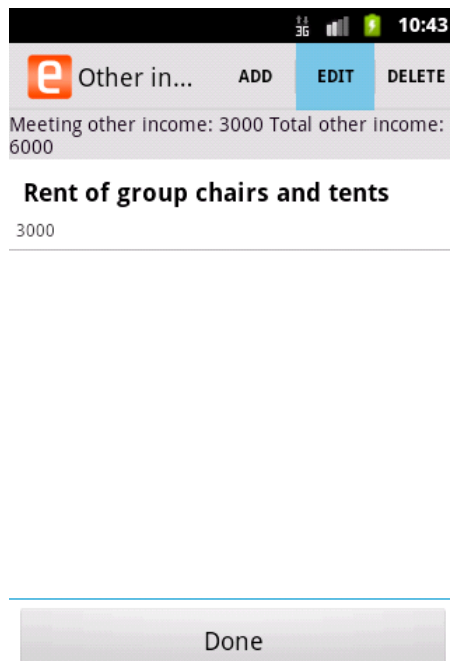 3G 10:43
e Other in... ADD EDIT DELETE
Meeting other income: 3000 Total other income:
6000
Rent of group chairs and tents
3000
Done